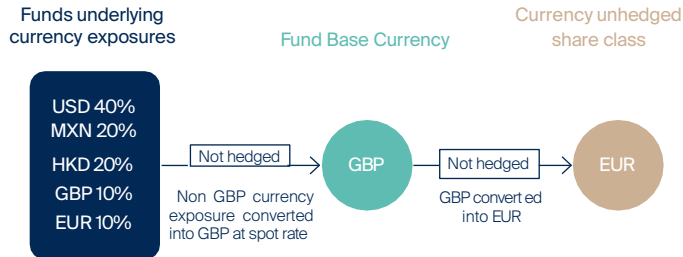 Funds underlying
currency exposures
Fund Base Currency
Currency unhedged
share class
USD 40%
MXN 20%
HKD 20%
GBP 10%
EUR 10%
Not hedged
Non GBP currency
exposure converted
into GBP at spot rate
GBP
Not hedged
GBP convert ed
into EUR
EUR